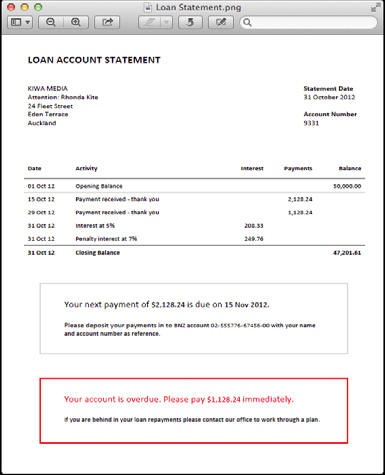 Loan Statement.png
LOAN ACCOUNT STATEMENT
KIWA MEDIA
Attention: Rhonda Kite
24 Fleet Street
Eden Terrace
Auckland
Statement Date
31 October 2012
Account Number
9331
Date Activity Interest Payments Balance
01 Oct 12 Opening Balance 50,000.00
15 Oct 12 Payment received - thank you 2,128.24
29 Oct 12 Payment received - thank you 1,128.24
31 Oct 12 Interest at 5% 208.33
31 Oct 12 Penalty interest at 7% 249.76
31 Oct 12 Closing Balance 47,201.61
Your next payment of $2,128.24 is due on 15 Nov 2012.
Please deposit your payments in to BNZ account 02-555776-67456-00 with your name
and account number as reference.
Your account is overdue. Please pay $1,128.24 immediately.
If you are behind in your loan repayments please contact our office to work through a plan.